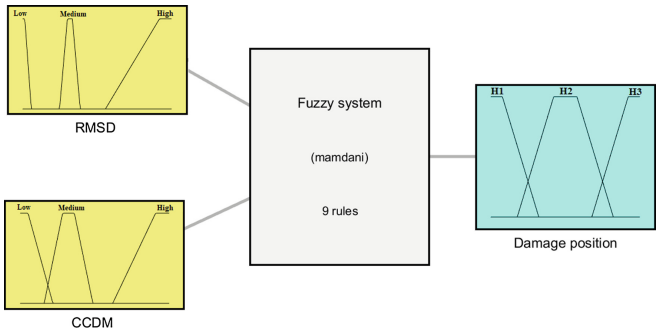 Low Medium High
RMSD
Low Medium High
CCDM
Fuzzy system
(mamdani)
9 rules
H1 H2 H3
Damage position